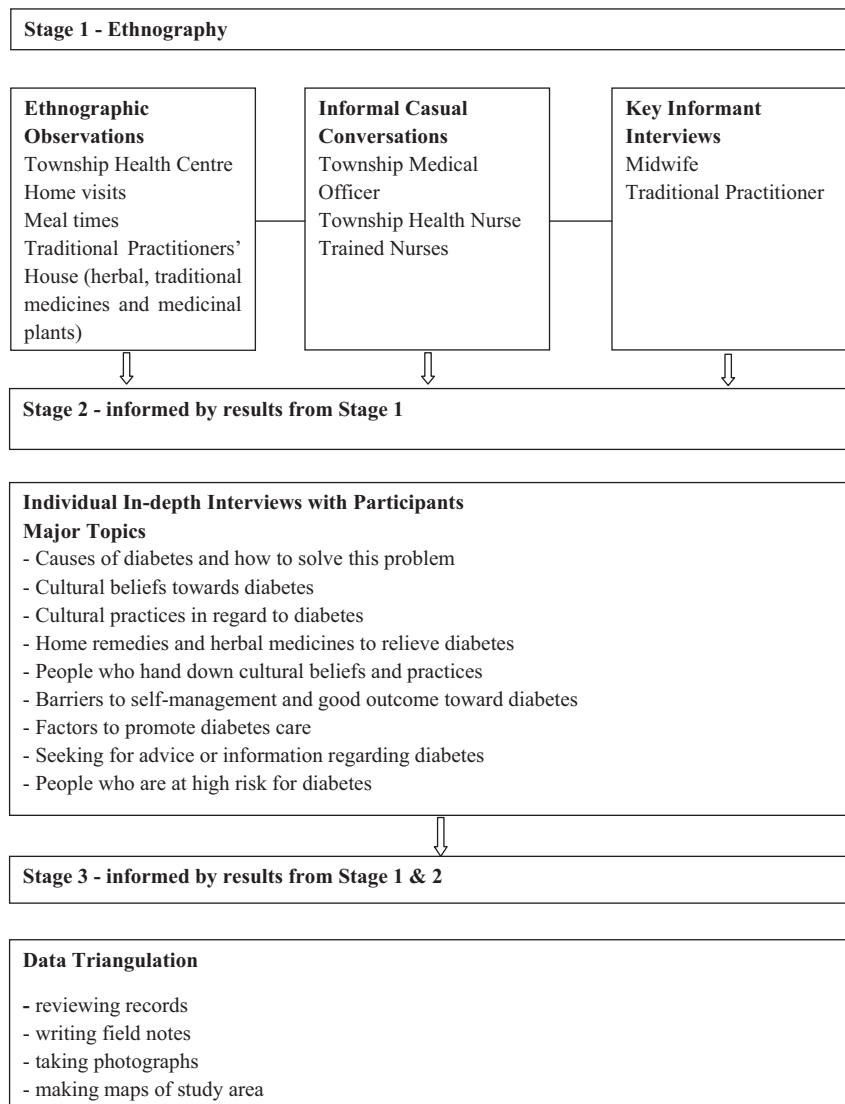 Stage 1 - Ethnography
Ethnographic
Observations
Township Health Centre
Home visits
Meal times
Traditional Practitioners’
House (herbal, traditional
medicines and medicinal
plants)
Informal Casual
Conversations
Township Medical
Officer
Township Health Nurse
Trained Nurses
Key Informant
Interviews
Midwife
Traditional Practitioner
Stage 2 - informed by results from Stage 1
Individual In-depth Interviews with Participants
Major Topics
- Causes of diabetes and how to solve this problem
- Cultural beliefs towards diabetes
- Cultural practices in regard to diabetes
- Home remedies and herbal medicines to relieve diabetes
- People who hand down cultural beliefs and practices
- Barriers to self-management and good outcome toward diabetes
- Factors to promote diabetes care
- Seeking for advice or information regarding diabetes
- People who are at high risk for diabetes
Stage 3 - informed by results from Stage 1 & 2
Data Triangulation
- reviewing records
- writing field notes
- taking photographs
- making maps of study area